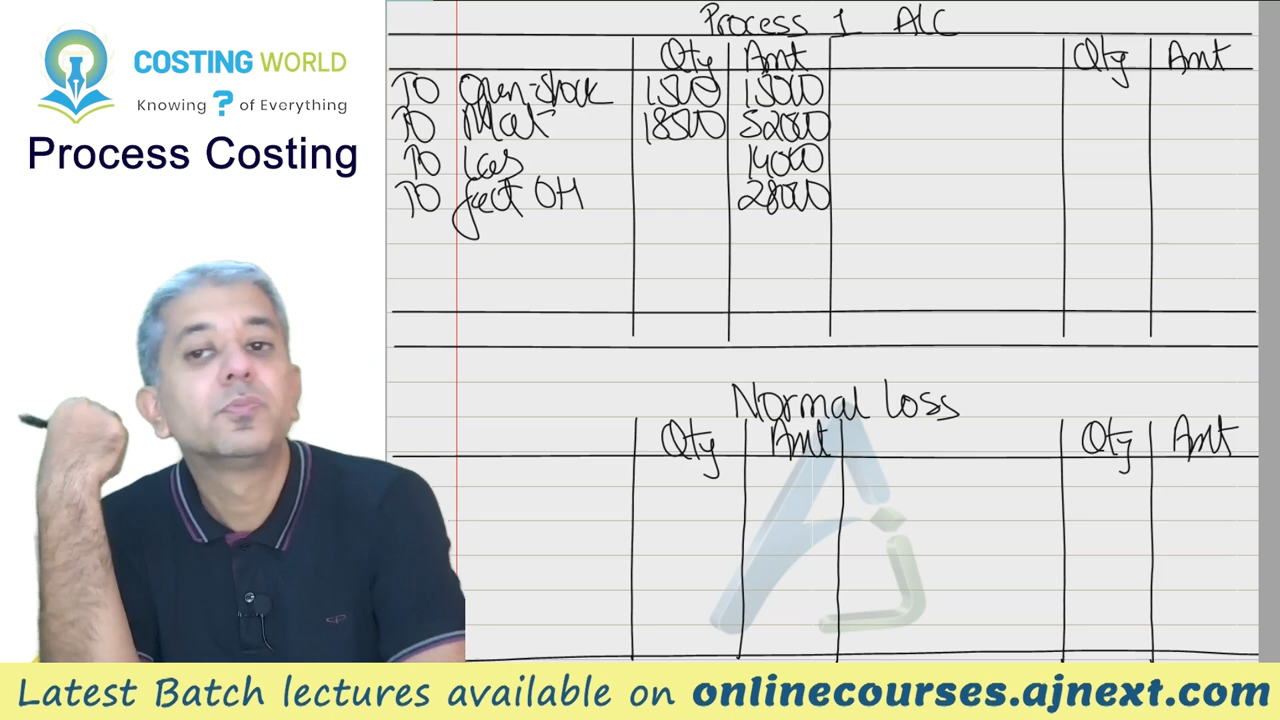 COSTING WORLD
Knowing ? of Everything
Process Costing
Process 1 A/C
Qty Amt Qty Amt
TO Open-stock 1500 15000
TO Mat 18500 52000
TO 14000
TO fact OH 28000
Normal loss
Qty Amt Qty Amt
Latest Batch lectures available on onlinecourses.ajnext.com